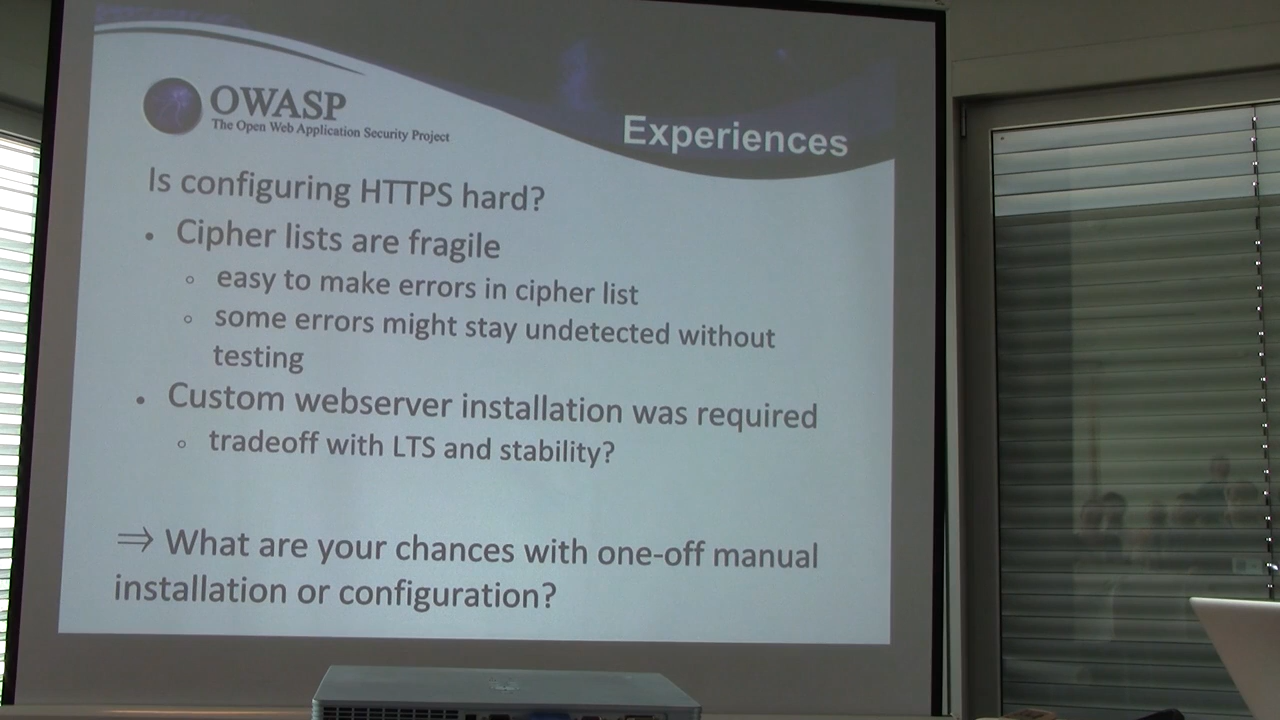 OWASP
The Open Web Application Security Project
Experiences
Is configuring HTTPS hard?
• Cipher lists are fragile
○ easy to make errors in cipher list
○ some errors might stay undetected without
testing
• Custom webserver installation was required
○ tradeoff with LTS and stability?
⇒ What are your chances with one-off manual
installation or configuration?